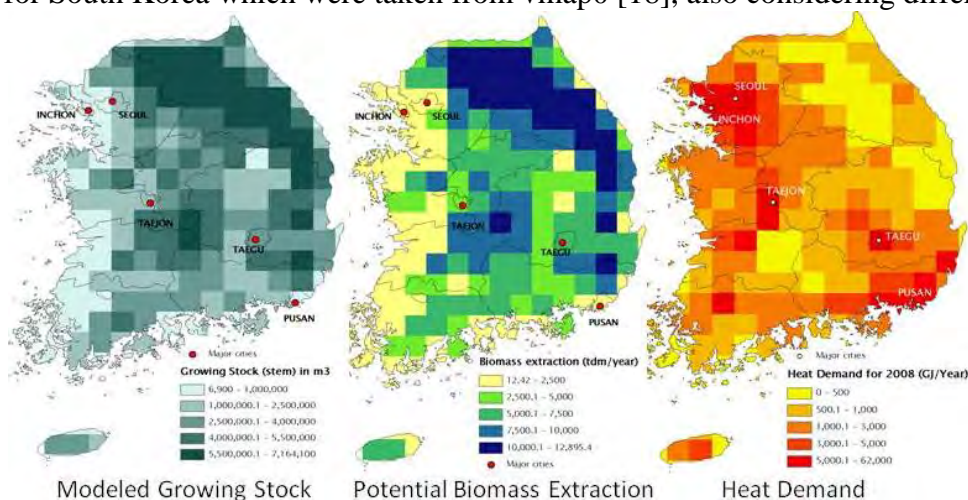 for South Korea which were taken from vmapo [18], also considering differ
INCHON
SEOUL
TAEJON
TAEGU
PUSAN
Major cities
Growing Stock (stem) in m3
6,900 – 1,000,000
1,000,000.1 – 2,500,000
2,500,000.1 – 4,000,000
4,000,000.1 – 5,500,000
5,500,000.1 – 7,164,100
Modeled Growing Stock
INCHON
SEOUL
TAEJON
TAEGU
PUSAN
Biomass extraction (tdm/year)
12.42 – 2,500
2,500.1 – 5,000
5,000.1 – 7,500
7,500.1 – 10,000
10,000.1 – 12,895.4
Major cities
Potential Biomass Extraction
SEOUL
INCHON
TAEJON
TAEGU
PUSAN
Major cities
Heat Demand for 2008 (GJ/Year)
0 – 500
500.1 – 1,000
1,000.1 – 3,000
3,000.1 – 5,000
5,000.1 – 62,000
Heat Demand